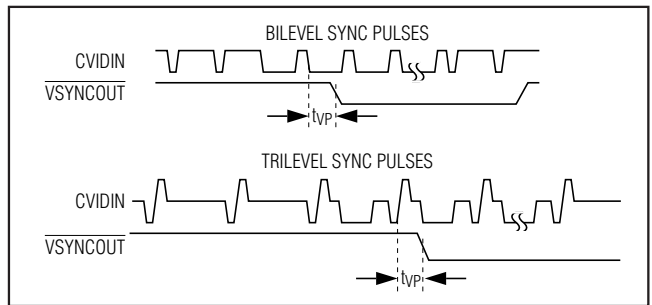 BILEVEL SYNC PULSES
CVIDIN
VSYNCOUT
tVP
TRILEVEL SYNC PULSES
CVIDIN
VSYNCOUT
tVP